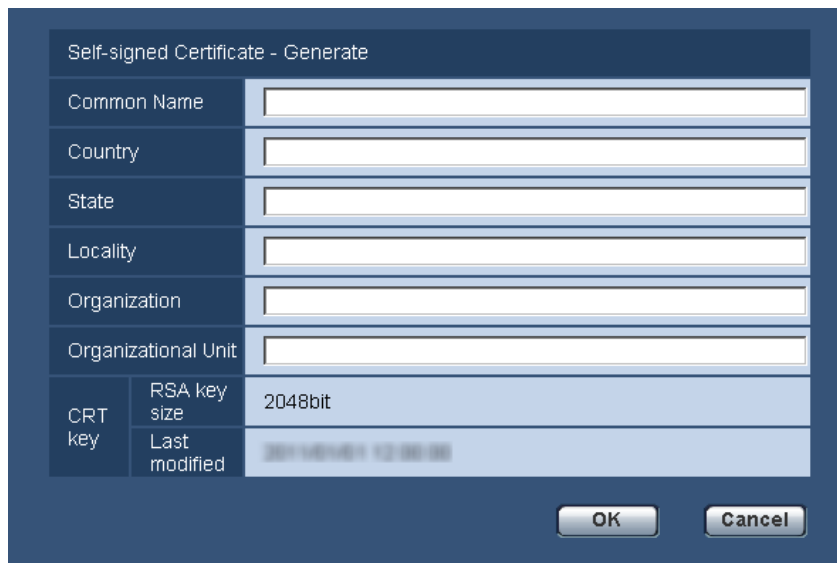 Self-signed Certificate - Generate
Common Name
Country
State
Locality
Organization
Organizational Unit
CRT key
RSA key size
2048bit
Last modified
OK
Cancel